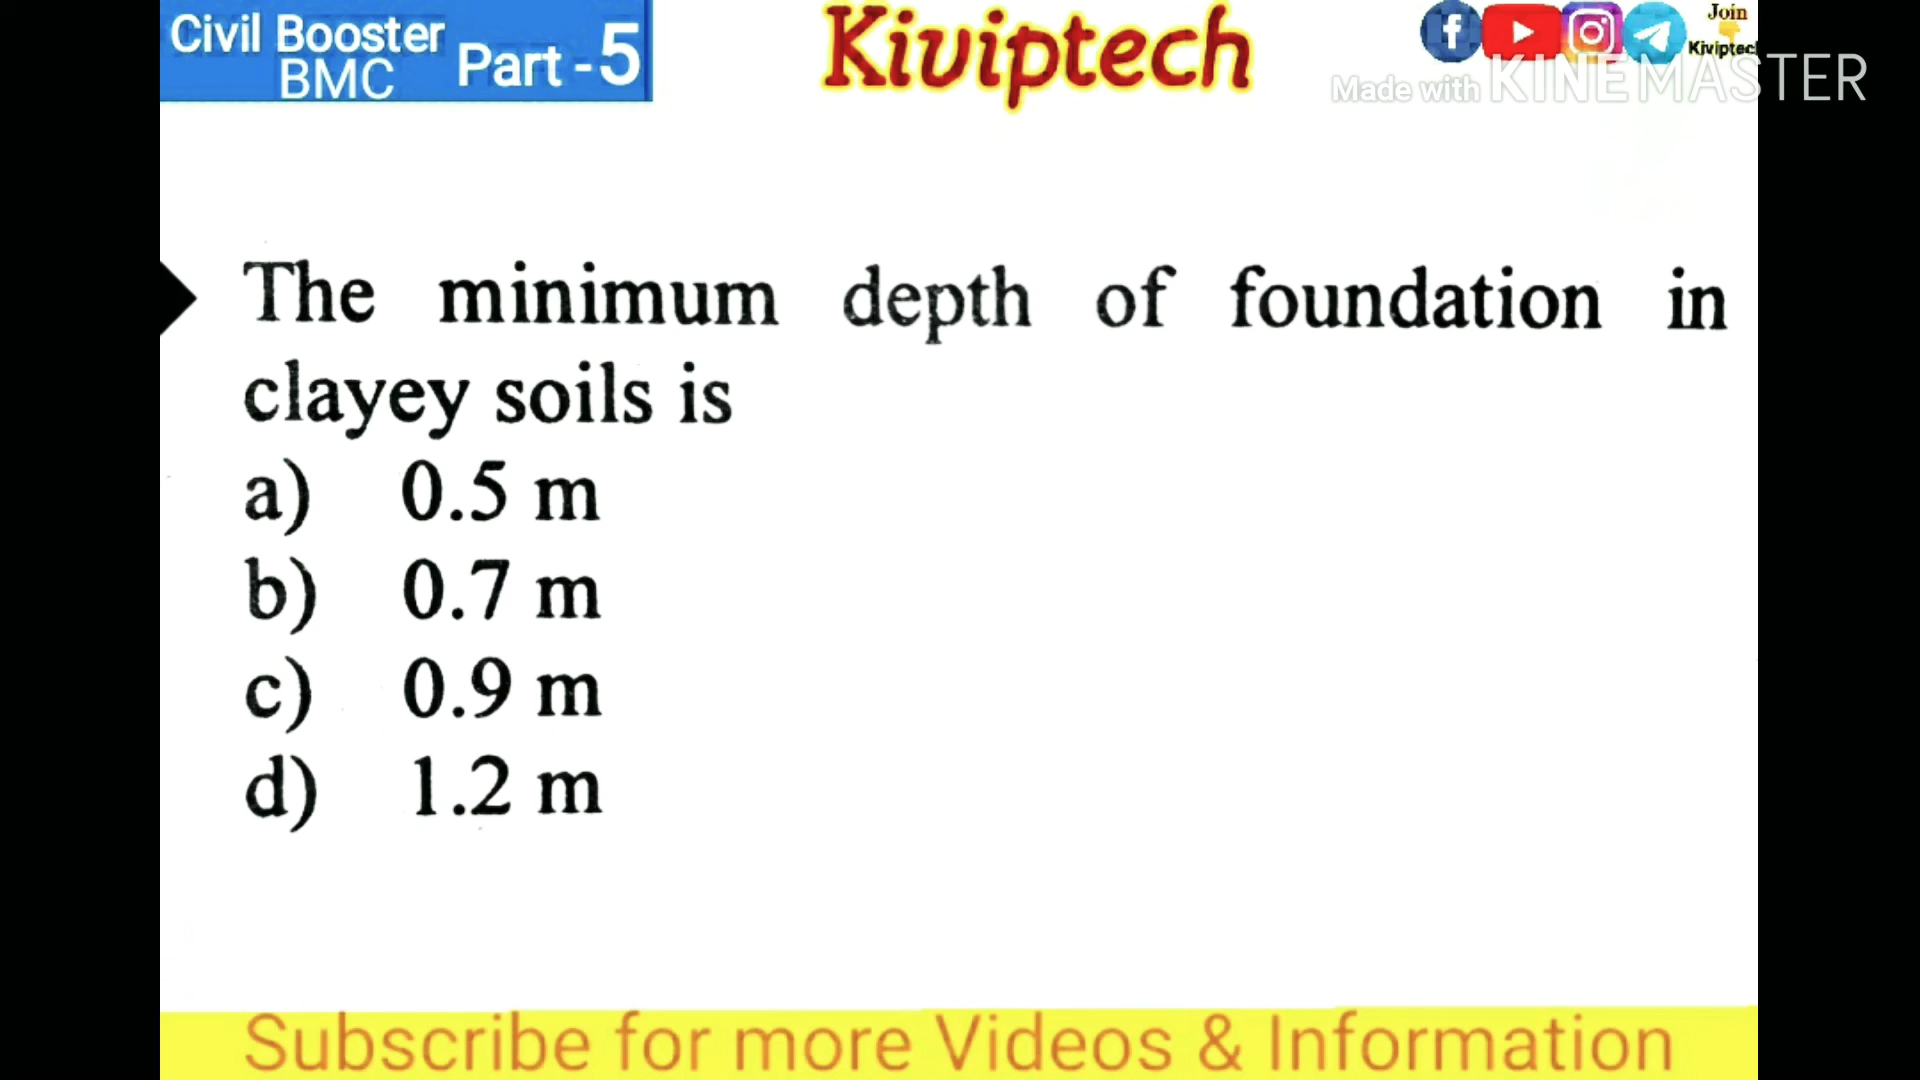 Civil Booster
BMC
Part - 5
Kiviptech
Join
Made with KINEMASTER
The minimum depth of foundation in
clayey soils is
a) 0.5 m
b) 0.7 m
c) 0.9 m
d) 1.2 m
Subscribe for more Videos & Information